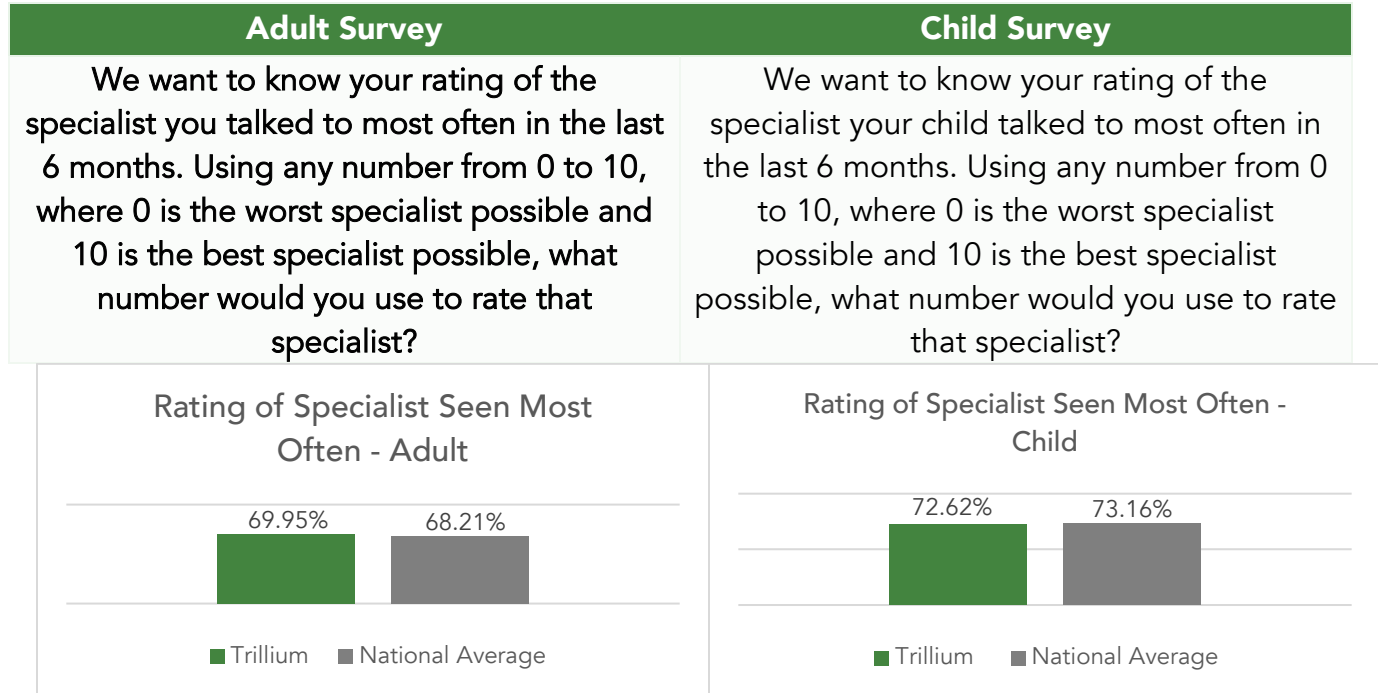 Adult Survey
Child Survey
We want to know your rating of the
specialist you talked to most often in the last
6 months. Using any number from 0 to 10,
where 0 is the worst specialist possible and
10 is the best specialist possible, what
number would you use to rate that
specialist?
We want to know your rating of the
specialist your child talked to most often in
the last 6 months. Using any number from 0
to 10, where 0 is the worst specialist
possible and 10 is the best specialist
possible, what number would you use to rate
that specialist?
Rating of Specialist Seen Most
Often - Adult
69.95%
68.21%
Trillium
National Average
Rating of Specialist Seen Most Often -
Child
72.62%
73.16%
Trillium
National Average